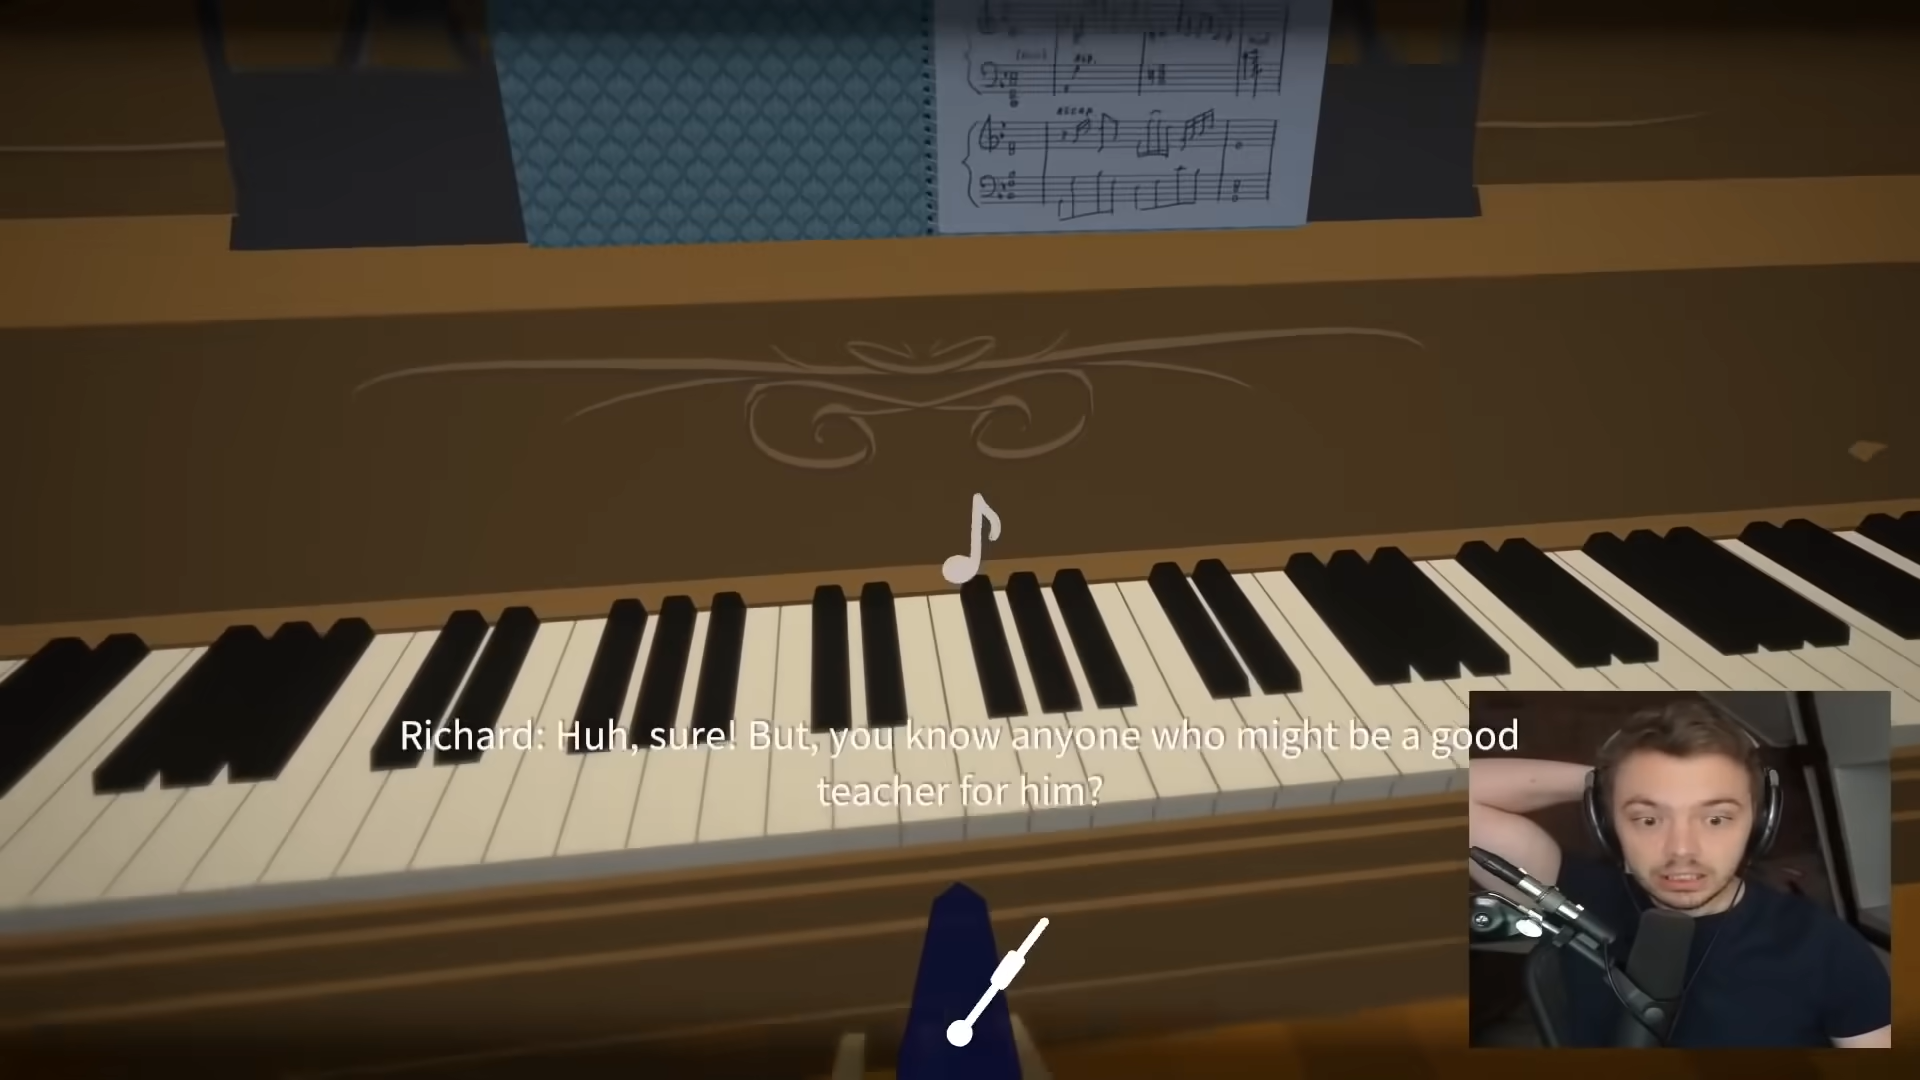 Richard: Huh, sure! But, you know anyone who might be a good
teacher for him?